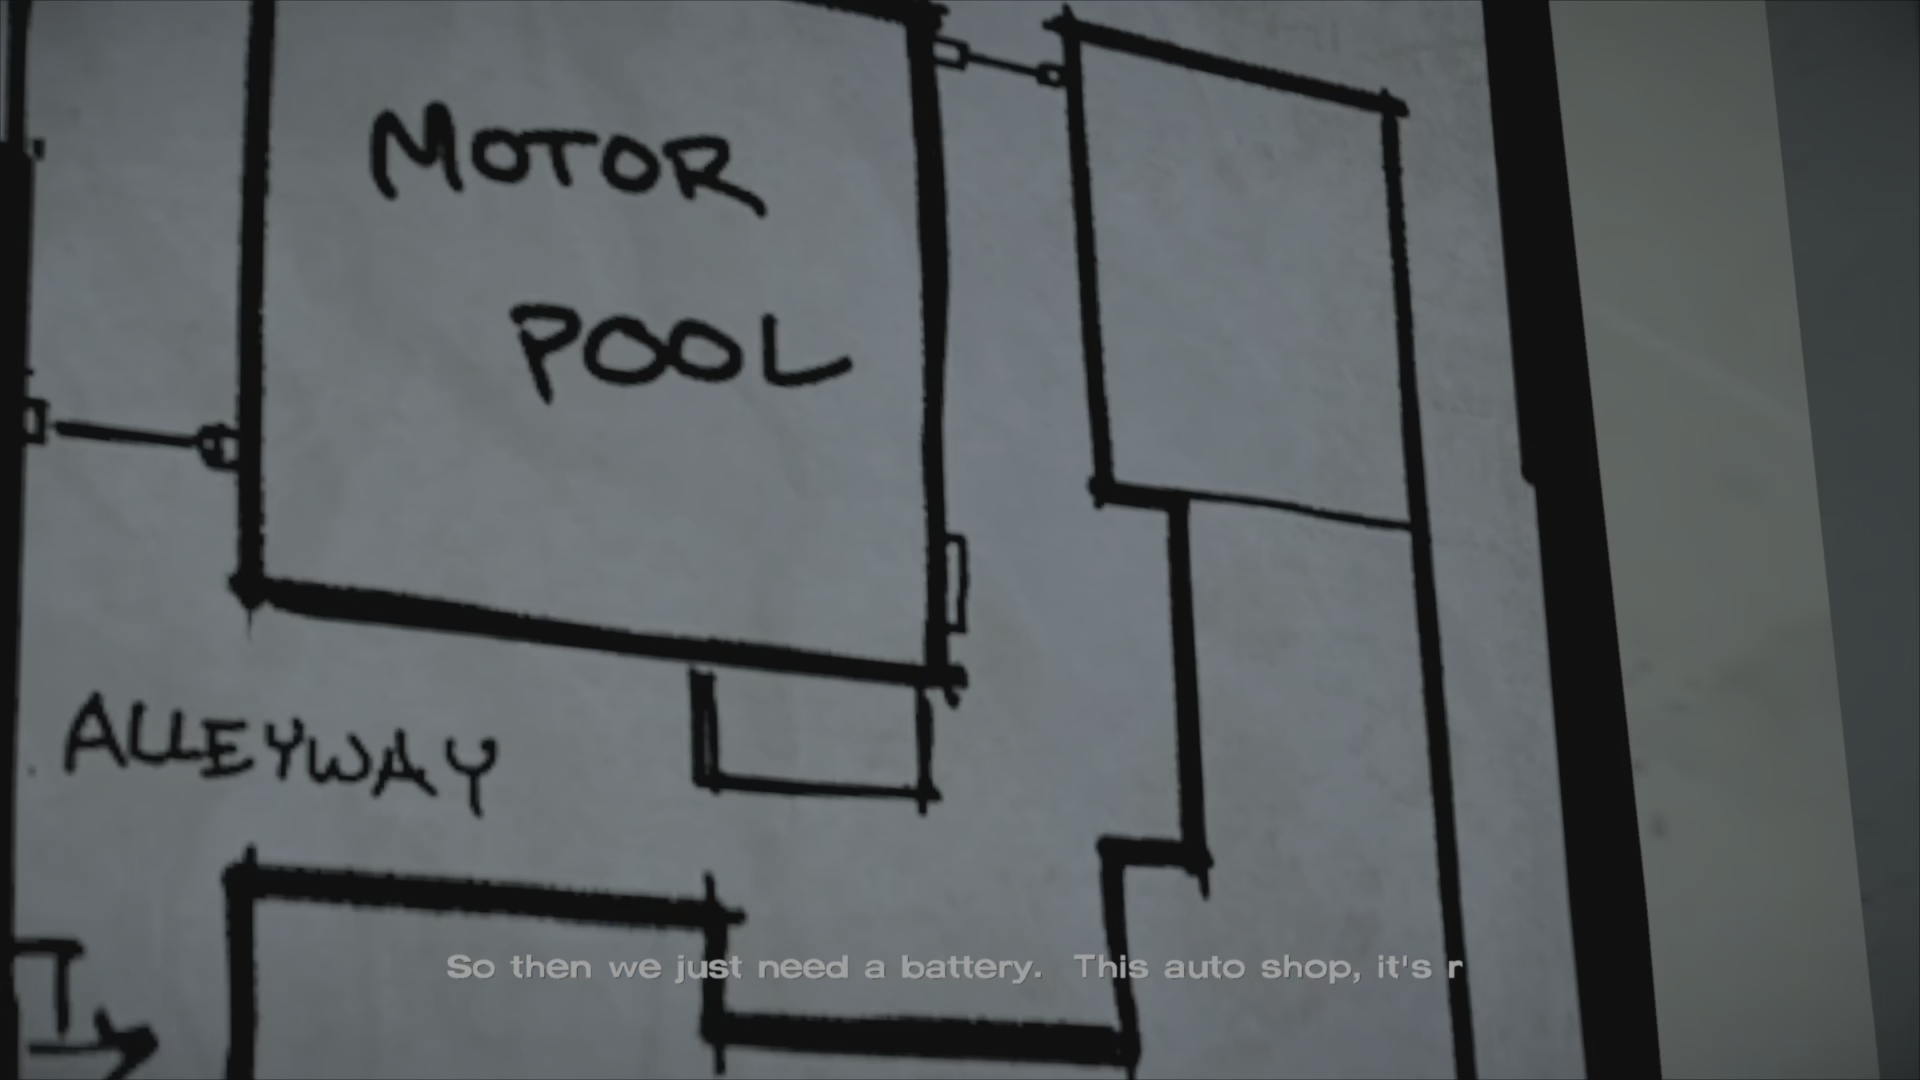 MOTOR
POOL
ALLEYWAY
So then we just need a battery.  This auto shop, it's r